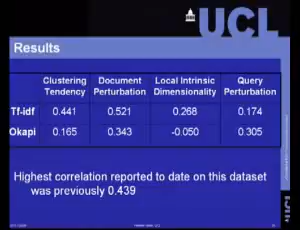 UCL
Results
Clustering Tendency Document Perturbation Local Intrinsic Dimensionality Query Perturbation
Tf-idf 0.441 0.521 0.268 0.174
Okapi 0.165 0.343 -0.050 0.305
Highest correlation reported to date on this dataset
was previously 0.439